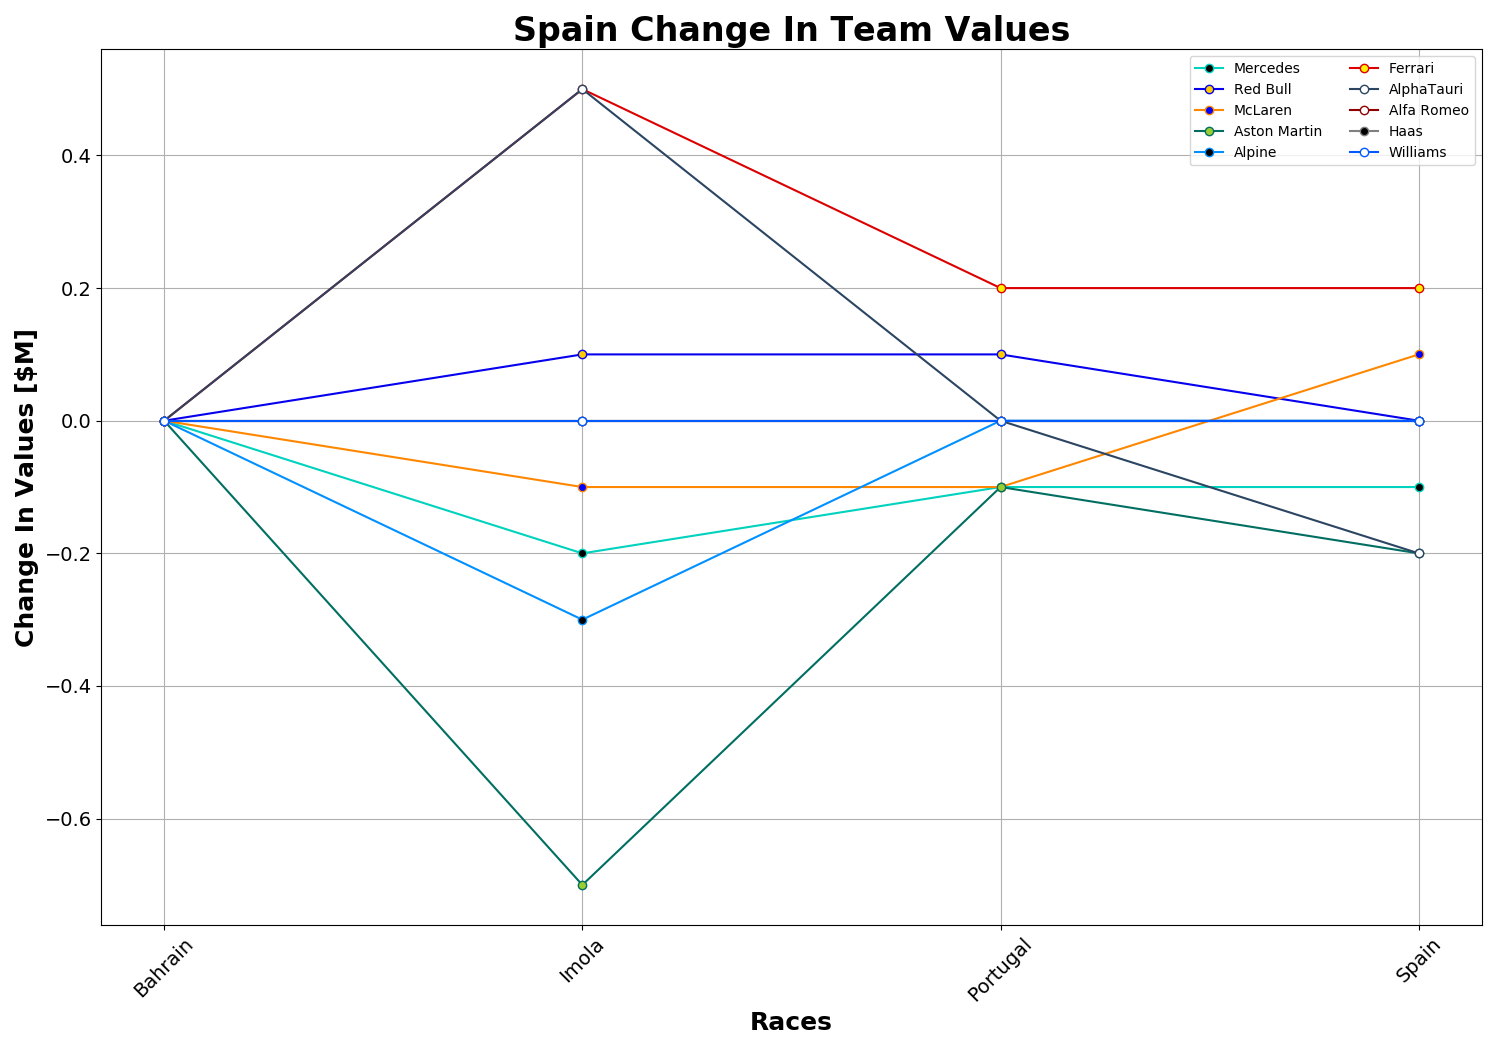 Spain Change In Team Values
Mercedes
Red Bull
McLaren
Aston Martin
Alpine
Ferrari
AlphaTauri
Alfa Romeo
Haas
Williams
Change In Values [$M]
0.4
0.2
0.0
−0.2
−0.4
−0.6
Bahrain
Imola
Portugal
Spain
Races